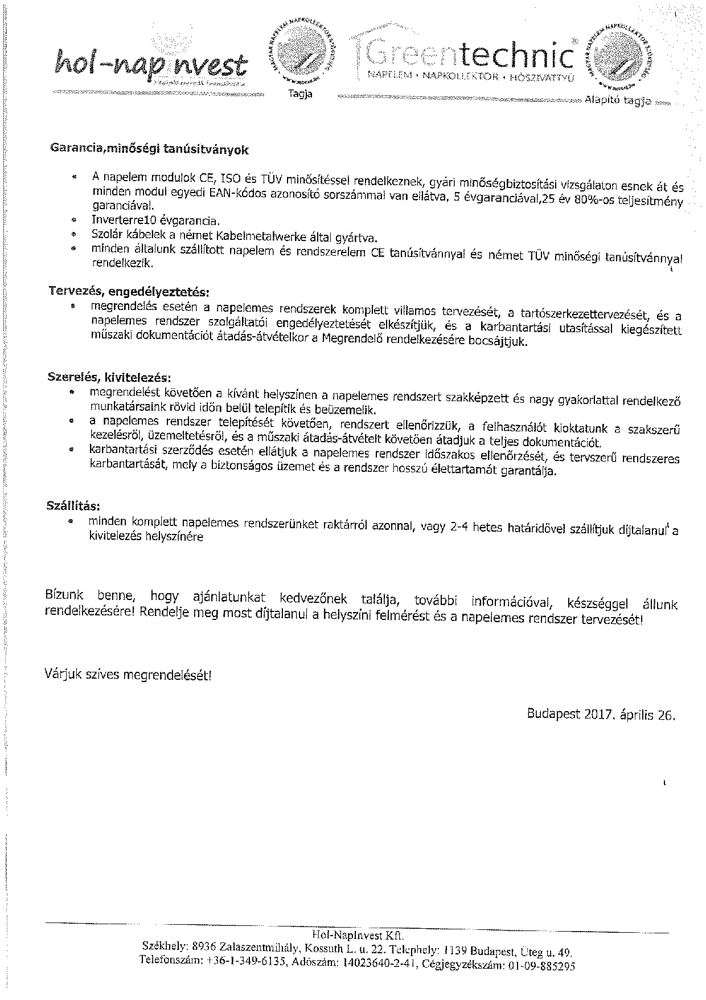 hol-nap invest
Tagja
Greentechnic®
NAPELEM • NAPKOLLEKTOR • HŐSZIVATTYÚ
Alapító tagja
Garancia,minőségi tanúsítványok
• A napelem modulok CE, ISO és TÜV minősítéssel rendelkeznek, gyári minőségbiztosítási vizsgálaton esnek át és
minden modul egyedi EAN-kódos azonosító sorszámmal van ellátva, 5 évgaranciával,25 év 80%-os teljesítmény
garanciával.
• Inverterre10 évgarancia.
• Szolár kábelek a német Kabelmetalwerke által gyártva.
• minden általunk szállított napelem és rendszerelem CE tanúsítvánnyal és német TÜV minőségi tanúsítvánnyal
rendelkezik.
Tervezés, engedélyeztetés:
• megrendelés esetén a napelemes rendszerek komplett villamos tervezését, a tartószerkezettervezését, és a
napelemes rendszer szolgáltatói engedélyeztetését elkészítjük, és a karbantartási utasítással kiegészített
műszaki dokumentációt átadás-átvételkor a Megrendelő rendelkezésére bocsájtjuk.
Szerelés, kivitelezés:
• megrendelést követően a kívánt helyszínen a napelemes rendszert szakképzett és nagy gyakorlattal rendelkező
munkatársaink rövid időn belül telepítik és beüzemelik.
• a napelemes rendszer telepítését követően, rendszert ellenőrizzük, a felhasználót kioktatunk a szakszerű
kezelésről, üzemeltetésről, és a műszaki átadás-átvételt követően átadjuk a teljes dokumentációt.
• karbantartási szerződés esetén ellátjuk a napelemes rendszer időszakos ellenőrzését, és tervszerű rendszeres
karbantartását, mely a biztonságos üzemet és a rendszer hosszú élettartamát garantálja.
Szállítás:
• minden komplett napelemes rendszerünket raktárról azonnal, vagy 2-4 hetes határidővel szállítjuk díjtalanul a
kivitelezés helyszínére
Bízunk benne, hogy ajánlatunkat kedvezőnek találja, további információval, készséggel állunk
rendelkezésére! Rendelje meg most díjtalanul a helyszíni felmérést és a napelemes rendszer tervezését!
Várjuk szíves megrendelését!
Budapest 2017. április 26.
Hol-NapInvest Kft.
Székhely: 8936 Zalaszentmihály, Kossuth L. u. 22. Telephely: 1139 Budapest, Üteg u. 49.
Telefonszám: +36-1-349-6135, Adószám: 14023640-2-41, Cégjegyzékszám: 01-09-885295